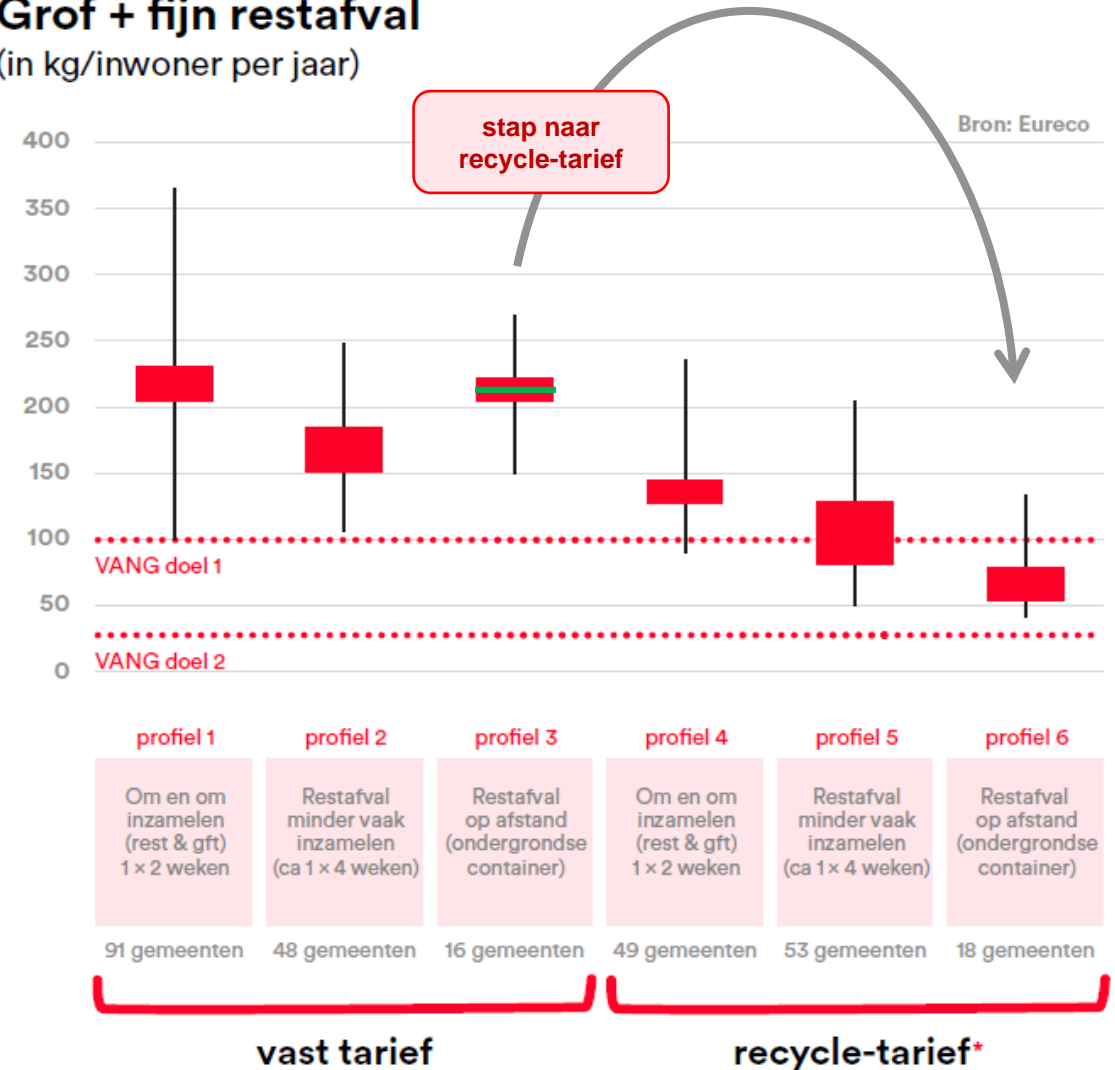 Grof + fijn restafval
(in kg/inwoner per jaar)
stap naar
recycle-tarief
Bron: Eureco
400
350
300
250
200
150
100
VANG doel 1
50
VANG doel 2
0
profiel 1
profiel 2
profiel 3
profiel 4
profiel 5
profiel 6
Om en om
inzamelen
(rest & gft)
1 × 2 weken
Restafval
minder vaak
inzamelen
(ca 1 × 4 weken)
Restafval
op afstand
(ondergrondse
container)
Om en om
inzamelen
(rest & gft)
1 × 2 weken
Restafval
minder vaak
inzamelen
(ca 1 × 4 weken)
Restafval
op afstand
(ondergrondse
container)
91 gemeenten
48 gemeenten
16 gemeenten
49 gemeenten
53 gemeenten
18 gemeenten
vast tarief
recycle-tarief*